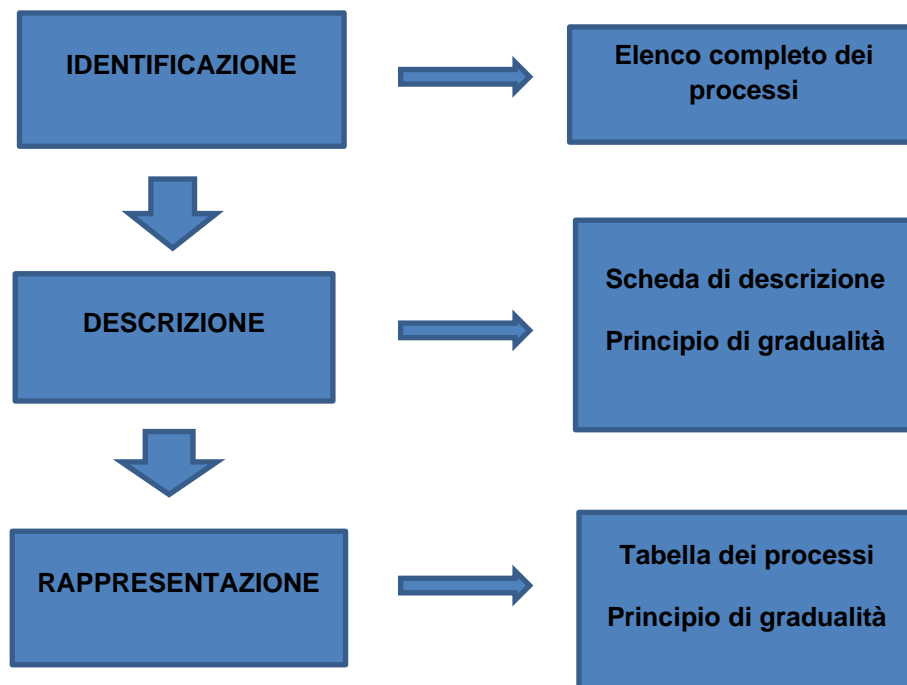 IDENTIFICAZIONE
Elenco completo dei
processi
DESCRIZIONE
Scheda di descrizione
Principio di gradualità
RAPPRESENTAZIONE
Tabella dei processi
Principio di gradualità